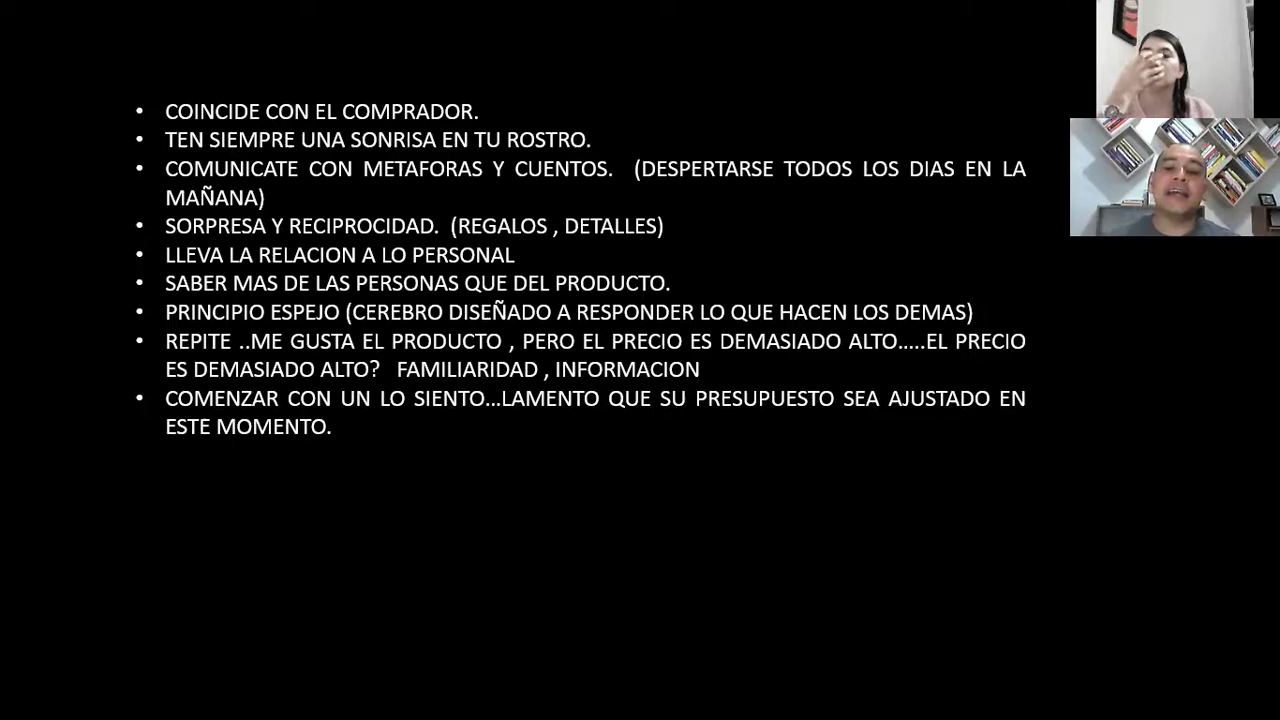 • COINCIDE CON EL COMPRADOR.
• TEN SIEMPRE UNA SONRISA EN TU ROSTRO.
• COMUNICATE CON METAFORAS Y CUENTOS. (DESPERTARSE TODOS LOS DIAS EN LA
MAÑANA)
• SORPRESA Y RECIPROCIDAD. (REGALOS , DETALLES)
• LLEVA LA RELACION A LO PERSONAL
• SABER MAS DE LAS PERSONAS QUE DEL PRODUCTO.
• PRINCIPIO ESPEJO (CEREBRO DISEÑADO A RESPONDER LO QUE HACEN LOS DEMAS)
• REPITE ..ME GUSTA EL PRODUCTO , PERO EL PRECIO ES DEMASIADO ALTO.....EL PRECIO
ES DEMASIADO ALTO? FAMILIARIDAD , INFORMACION
• COMENZAR CON UN LO SIENTO...LAMENTO QUE SU PRESUPUESTO SEA AJUSTADO EN
ESTE MOMENTO.